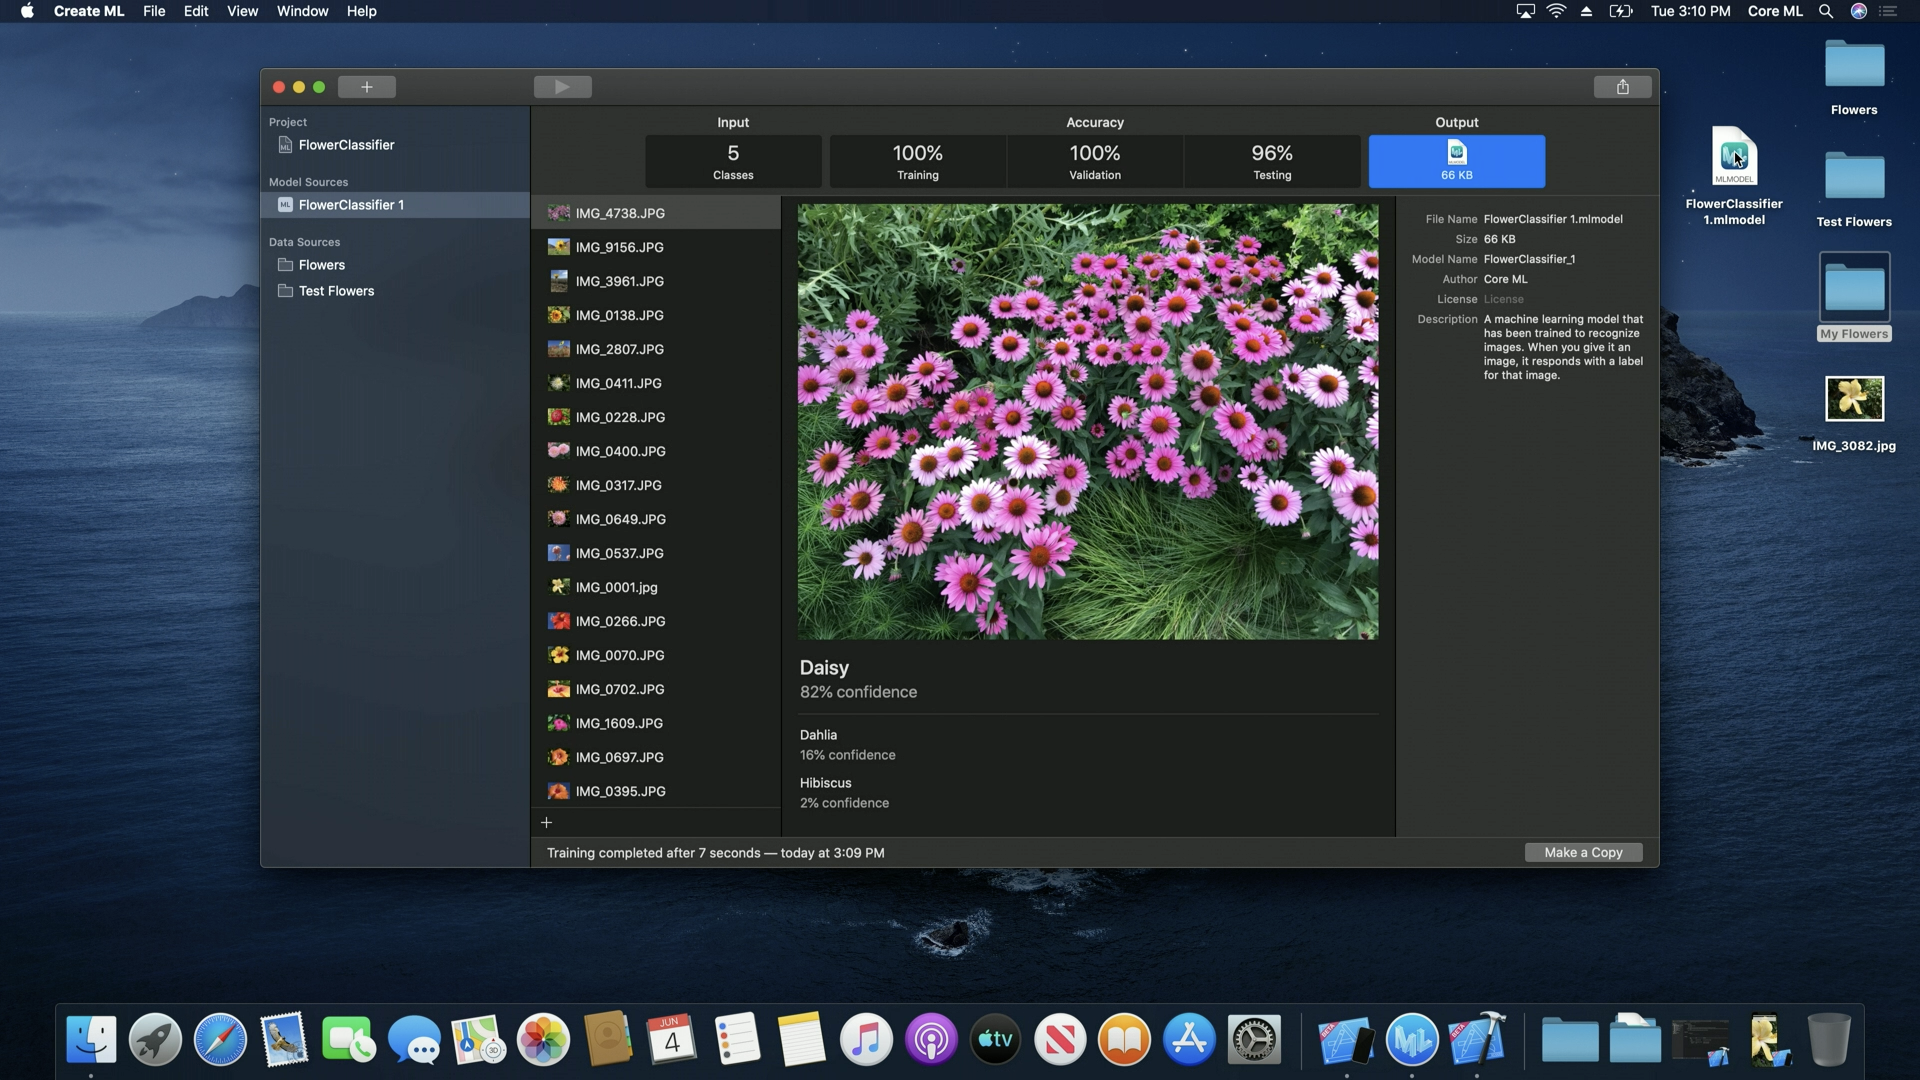 Create ML File Edit View Window Help
Tue 3:10 PM Core ML
Project
FlowerClassifier
Model Sources
ML FlowerClassifier 1
Data Sources
Flowers
Test Flowers
Input
5
Classes
Accuracy
100%
Training
100%
Validation
96%
Testing
Output
66 KB
IMG_4738.JPG
IMG_9156.JPG
IMG_3961.JPG
IMG_0138.JPG
IMG_2807.JPG
IMG_0411.JPG
IMG_0228.JPG
IMG_0400.JPG
IMG_0317.JPG
IMG_0649.JPG
IMG_0537.JPG
IMG_0001.jpg
IMG_0266.JPG
IMG_0070.JPG
IMG_0702.JPG
IMG_1609.JPG
IMG_0697.JPG
IMG_0395.JPG
Daisy
82% confidence
Dahlia
16% confidence
Hibiscus
2% confidence
File Name FlowerClassifier 1.mlmodel
Size 66 KB
Model Name FlowerClassifier_1
Author Core ML
License License
Description A machine learning model that
has been trained to recognize
images. When you give it an
image, it responds with a label
for that image.
Training completed after 7 seconds — today at 3:09 PM
Make a Copy
MLMODEL
FlowerClassifier
1.mlmodel
Flowers
Test Flowers
My Flowers
IMG_3082.jpg
JUN
4
3D
tv
BETA
ML
BETA